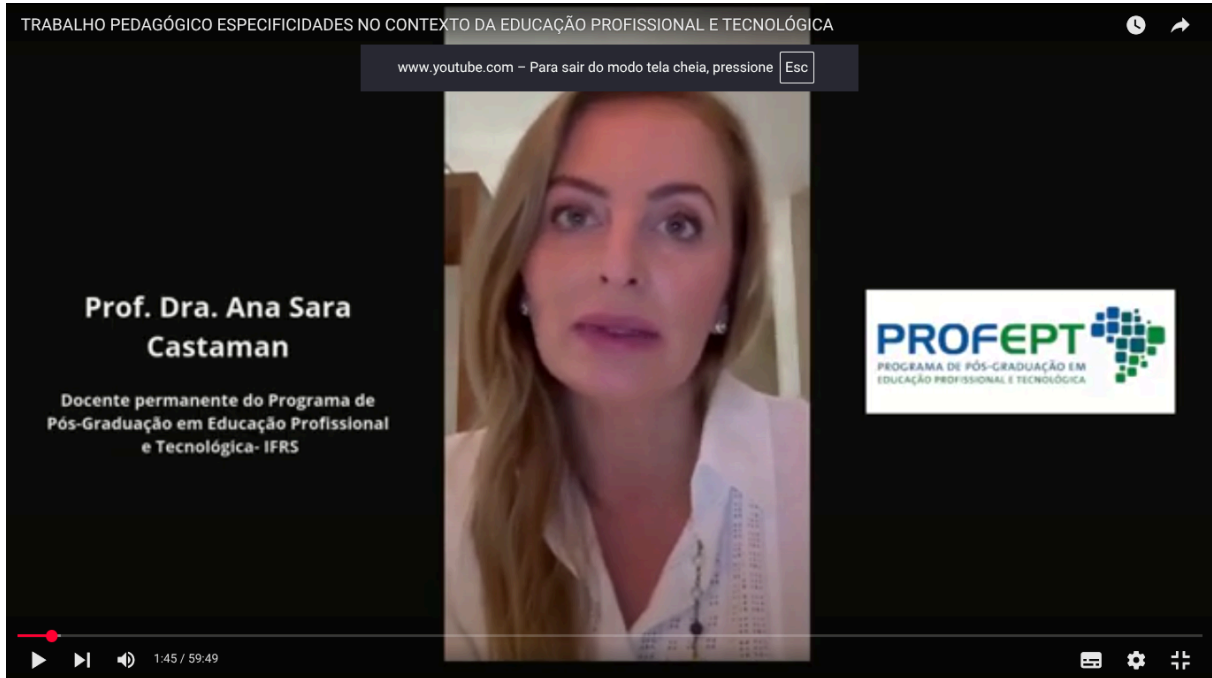 TRABALHO PEDAGÓGICO ESPECIFICIDADES NO CONTEXTO DA EDUCAÇÃO PROFISSIONAL E TECNOLÓGICA
www.youtube.com – Para sair do modo tela cheia, pressione Esc
Prof. Dra. Ana Sara
Castaman
Docente permanente do Programa de
Pós-Graduação em Educação Profissional
e Tecnológica- IFRS
PROFEPT
PROGRAMA DE PÓS-GRADUAÇÃO EM
EDUCAÇÃO PROFISSIONAL E TECNOLÓGICA
1:45 / 59:49